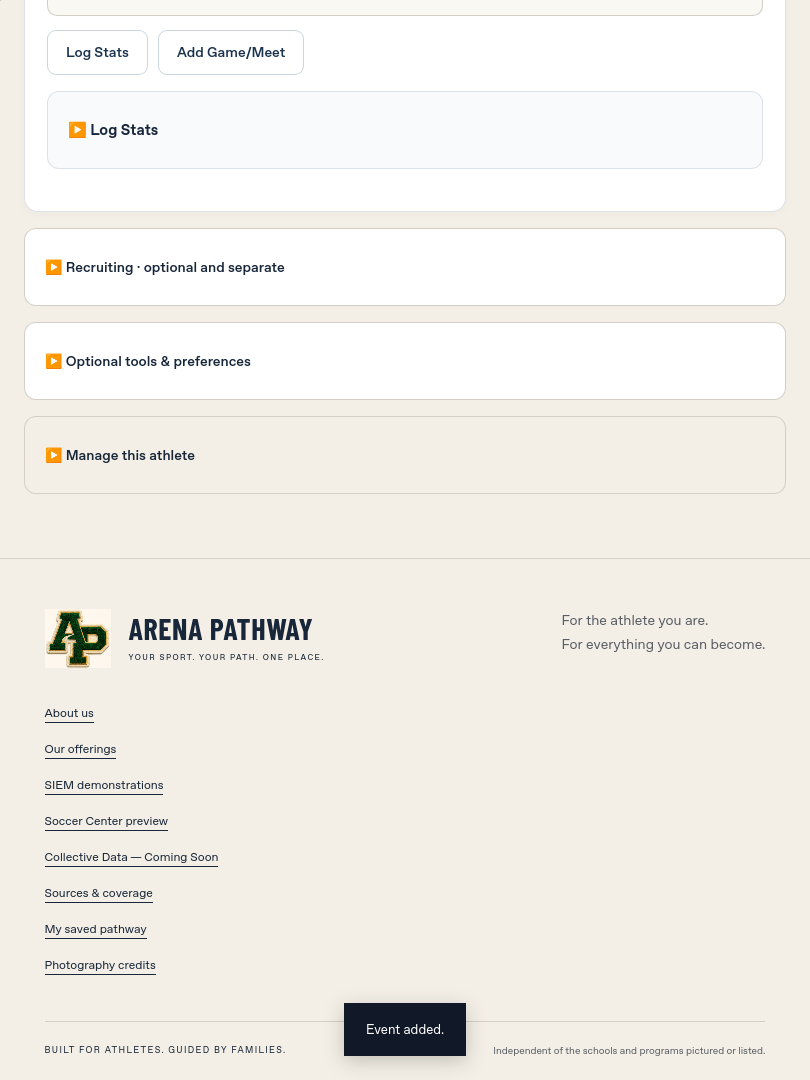 Log Stats
Add Game/Meet
Log Stats
Recruiting · optional and separate
Optional tools & preferences
Manage this athlete
AP
ARENA PATHWAY
YOUR SPORT. YOUR PATH. ONE PLACE.
For the athlete you are.
For everything you can become.
About us
Our offerings
SIEM demonstrations
Soccer Center preview
Collective Data — Coming Soon
Sources & coverage
My saved pathway
Photography credits
Event added.
BUILT FOR ATHLETES. GUIDED BY FAMILIES.
Independent of the schools and programs pictured or listed.